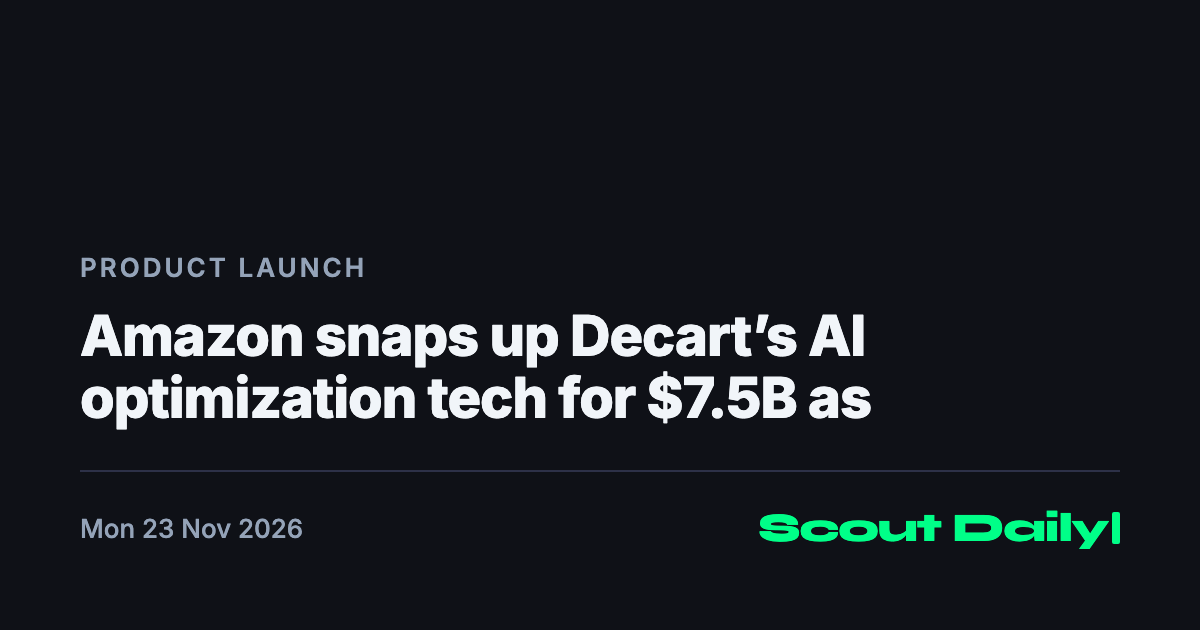 PRODUCT LAUNCH
Amazon snaps up Decart’s AI
optimization tech for $7.5B as
Mon 23 Nov 2026
Scout Daily